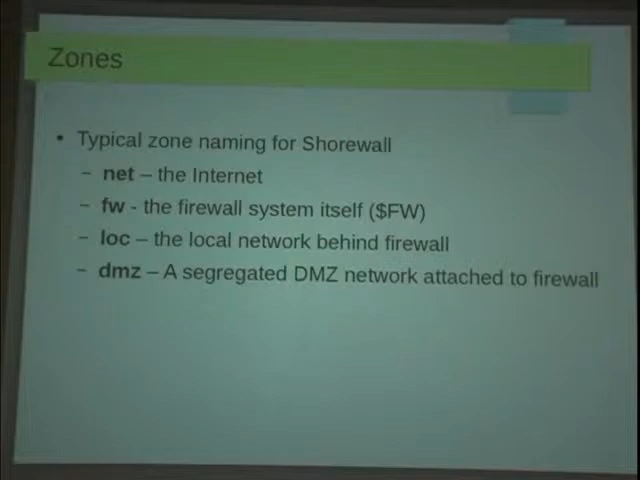 Zones
• Typical zone naming for Shorewall
– net – the Internet
– fw - the firewall system itself ($FW)
– loc – the local network behind firewall
– dmz – A segregated DMZ network attached to firewall